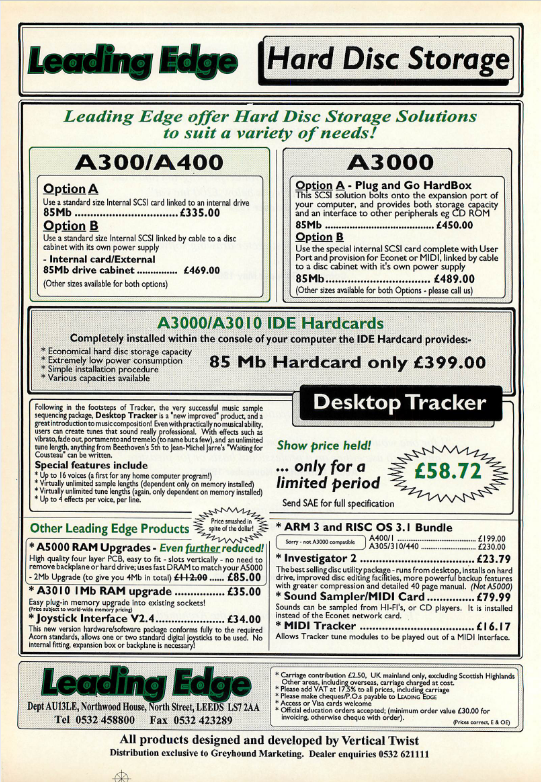 Leading Edge
Hard Disc Storage
Leading Edge offer Hard Disc Storage Solutions
to suit a variety of needs!
A300/A400
Option A
Use a standard size Internal SCSI card linked to an internal drive
85Mb .......................... £335.00
Option B
Use a standard size Internal SCSI linked by cable to a disc
cabinet with its own power supply
- Internal card/External
85Mb drive cabinet ............... £469.00
(Other sizes available for both options)
A3000
Option A - Plug and Go HardBox
This SCSI solution bolts onto the expansion port of
your computer, and provides both storage capacity
and an interface to other peripherals eg CD ROM
85Mb ............................ £450.00
Option B
Use the special internal SCSI card complete with User
Port and provision for Econet or MIDI, linked by cable
to a disc cabinet with it's own power supply
85Mb............................... £489.00
(Other sizes available for both Options - please call us)
A3000/A3010 IDE Hardcards
Completely installed within the console of your computer the IDE Hardcard provides:-
* Economical hard disc storage capacity
* Extremely low power consumption
* Simple installation procedure
* Various capacities available
85 Mb Hardcard only £399.00
Desktop Tracker
Following in the footsteps of Tracker, the very successful music sample
sequencing package, Desktop Tracker is a "new improved" product, and a
great introduction to music composition! Even with practically no musical ability,
users can create tunes that sound really professional. With effects such as
vibrato, fade out, portamento and tremelo (to name but a few), and an unlimited
tune length, anything from Beethoven's 5th to Jean-Michel Jarre's "Waiting for
Cousteau" can be written.
Special features include
* Up to 16 voices (a first for any home computer program!)
* Virtually unlimited sample lengths (dependent only on memory installed)
* Virtually unlimited tune lengths (again, only dependent on memory installed)
* Up to 4 effects per voice, per line.
Show price held!
... only for a
limited period
£58.72
Send SAE for full specification
Other Leading Edge Products
Price smashed in
spite of the dollar!
* A5000 RAM Upgrades - Even further reduced!
High quality four layer PCB, easy to fit - slots vertically - no need to
remove backplane or hard drive; uses fast DRAM to match your A5000
- 2Mb Upgrade (to give you 4Mb in total) £112.00 ...... £85.00
* A3010 1Mb RAM upgrade ................ £35.00
Easy plug-in memory upgrade into existing sockets!
(Price subject to world-wide memory pricing)
* Joystick Interface V2.4................ £34.00
This new version hardware/software package conforms fully to the required
Acorn standards, allows one or two standard digital joysticks to be used. No
internal fitting, expansion box or backplane is necessary!
* ARM 3 and RISC OS 3.1 Bundle
Sorry - not A3000 compatible
A400/1 ................................ £199.00
A305/310/440 ........................ £230.00
* Investigator 2 ............................. £23.79
The best selling disc utility package - runs from desktop, installs on hard
drive, improved disc editing facilities, more powerful backup features
with greater compression and detailed 40 page manual. (Not A5000)
* Sound Sampler/MIDI Card ........... £79.99
Sounds can be sampled from HI-FI's, or CD players. It is installed
instead of the Econet network card.
* MIDI Tracker ............................... £16.17
Allows Tracker tune modules to be played out of a MIDI Interface.
Leading Edge
Dept AU13LE, Northwood House, North Street, LEEDS LS7 2AA
Tel 0532 458800 Fax 0532 423289
* Carriage contribution £2.50, UK mainland only, excluding Scottish Highlands
Other areas, including overseas, carriage charged at cost.
* Please add VAT at 17.5% to all prices, including carriage
* Please make cheques/P.O.s payable to LEADING EDGE
* Access or Visa cards welcome
* Official education orders accepted; (minimum order value £30.00 for
invoicing, otherwise cheque with order).
(Prices correct, E & OE)
All products designed and developed by Vertical Twist
Distribution exclusive to Greyhound Marketing. Dealer enquiries 0532 621111